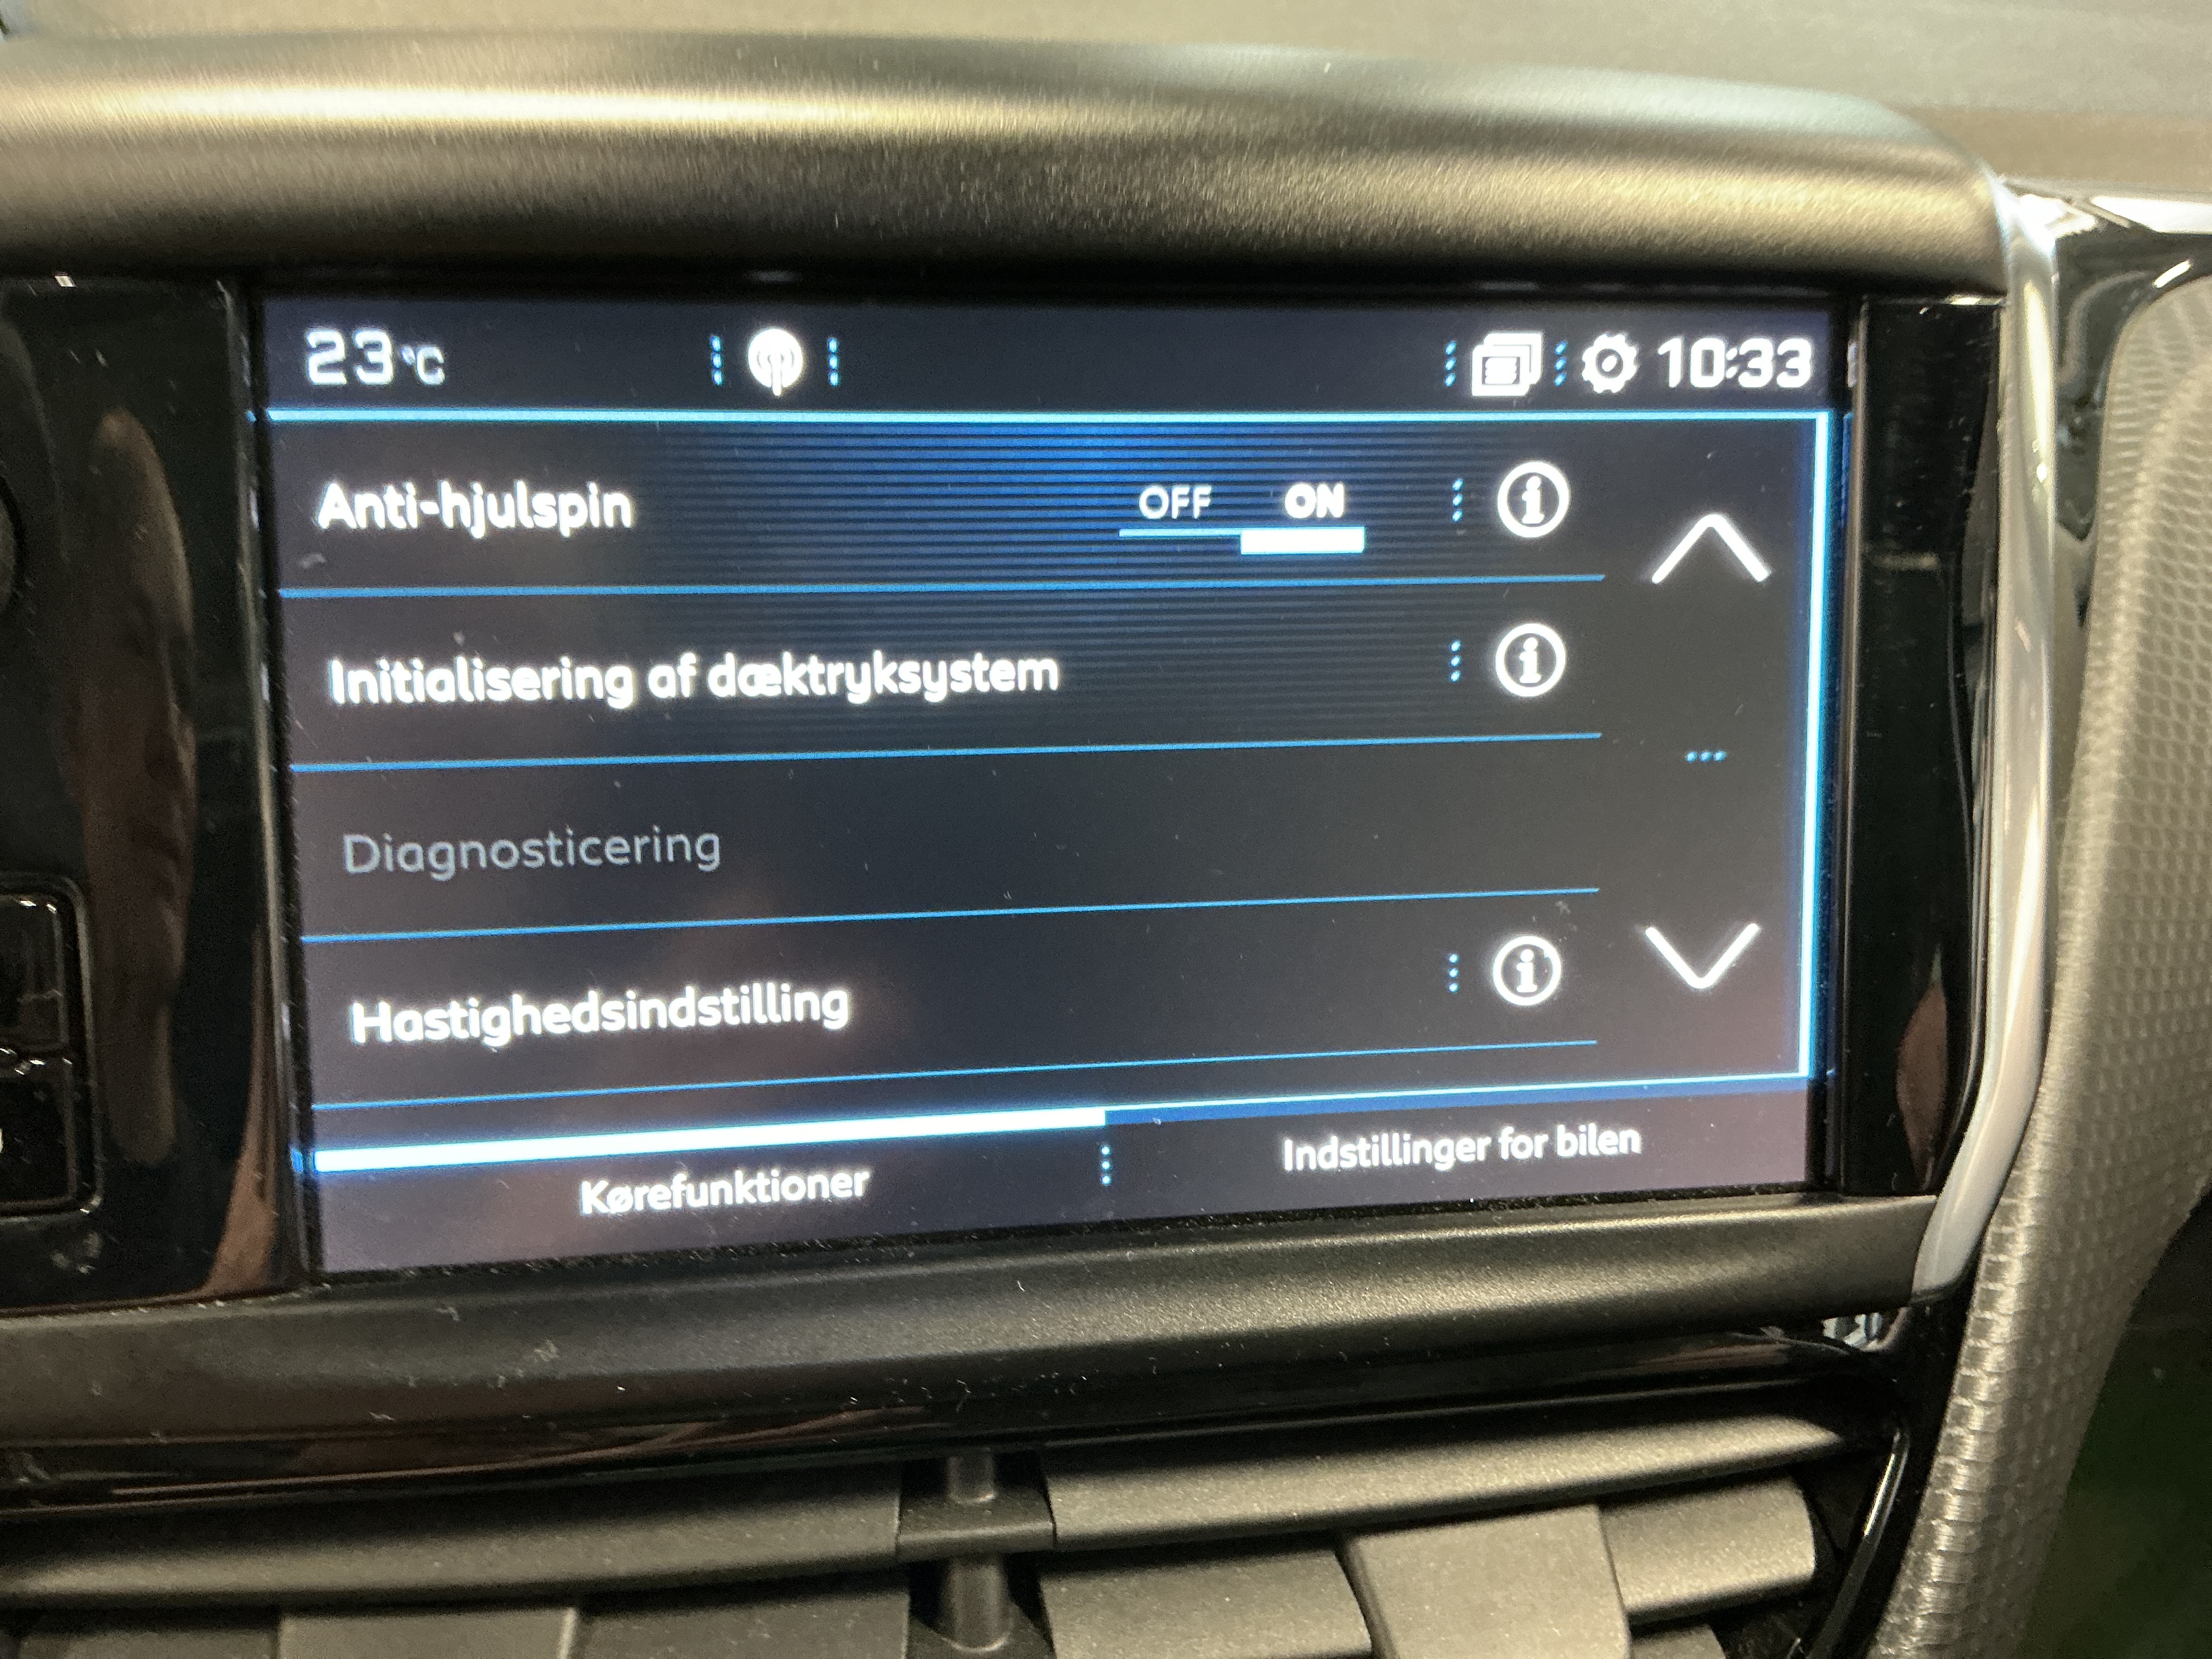 23 °C
10:33
Anti-hjulspin OFF ON
Initialisering af dæktryksystem
Diagnosticering
Hastighedsindstilling
Kørefunktioner
Indstillinger for bilen